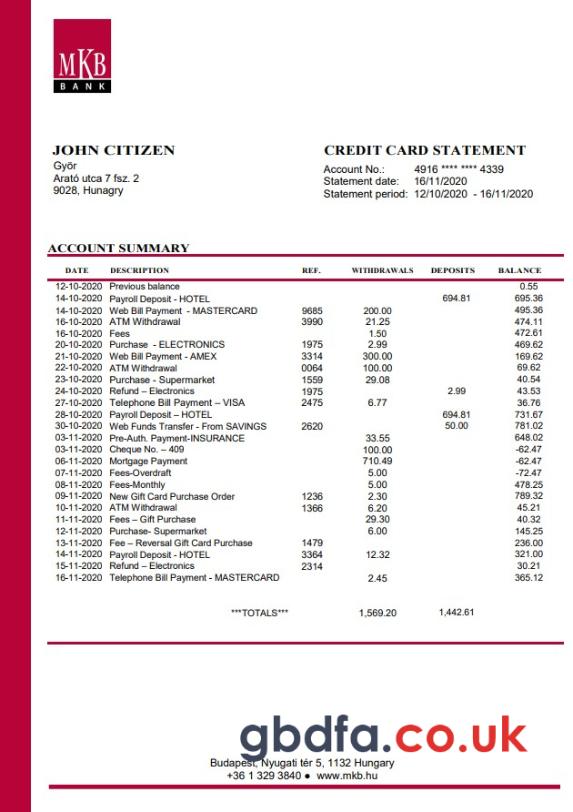 MKB
BANK
JOHN CITIZEN
Györ
Arató utca 7 fsz. 2
9028, Hunagry
CREDIT CARD STATEMENT
Account No.: 4916 **** **** 4339
Statement date: 16/11/2020
Statement period: 12/10/2020 - 16/11/2020
ACCOUNT SUMMARY
DATE DESCRIPTION REF. WITHDRAWALS DEPOSITS BALANCE
12-10-2020 Previous balance 0.55
14-10-2020 Payroll Deposit - HOTEL 694.81 695.36
14-10-2020 Web Bill Payment - MASTERCARD 9685 200.00 495.36
16-10-2020 ATM Withdrawal 3990 21.25 474.11
16-10-2020 Fees 1.50 472.61
20-10-2020 Purchase - ELECTRONICS 1975 2.99 469.62
21-10-2020 Web Bill Payment - AMEX 3314 300.00 169.62
22-10-2020 ATM Withdrawal 0064 100.00 69.62
23-10-2020 Purchase - Supermarket 1559 29.08 40.54
24-10-2020 Refund – Electronics 1975 2.99 43.53
27-10-2020 Telephone Bill Payment – VISA 2475 6.77 36.76
28-10-2020 Payroll Deposit – HOTEL 694.81 731.67
30-10-2020 Web Funds Transfer - From SAVINGS 2620 50.00 781.02
03-11-2020 Pre-Auth. Payment-INSURANCE 33.55 648.02
03-11-2020 Cheque No. – 409 100.00 -62.47
06-11-2020 Mortgage Payment 710.49 -62.47
07-11-2020 Fees-Overdraft 5.00 -72.47
08-11-2020 Fees-Monthly 5.00 478.25
09-11-2020 New Gift Card Purchase Order 1236 2.30 789.32
10-11-2020 ATM Withdrawal 1366 6.20 45.21
11-11-2020 Fees – Gift Purchase 29.30 40.32
12-11-2020 Purchase- Supermarket 6.00 145.25
13-11-2020 Fee – Reversal Gift Card Purchase 1479 236.00
14-11-2020 Payroll Deposit - HOTEL 3364 12.32 321.00
15-11-2020 Refund – Electronics 2314 30.21
16-11-2020 Telephone Bill Payment - MASTERCARD 2.45 365.12
***TOTALS*** 1,569.20 1,442.61
gbdfa.co.uk
Budapest, Nyugati tér 5, 1132 Hungary
+36 1 329 3840 ● www.mkb.hu